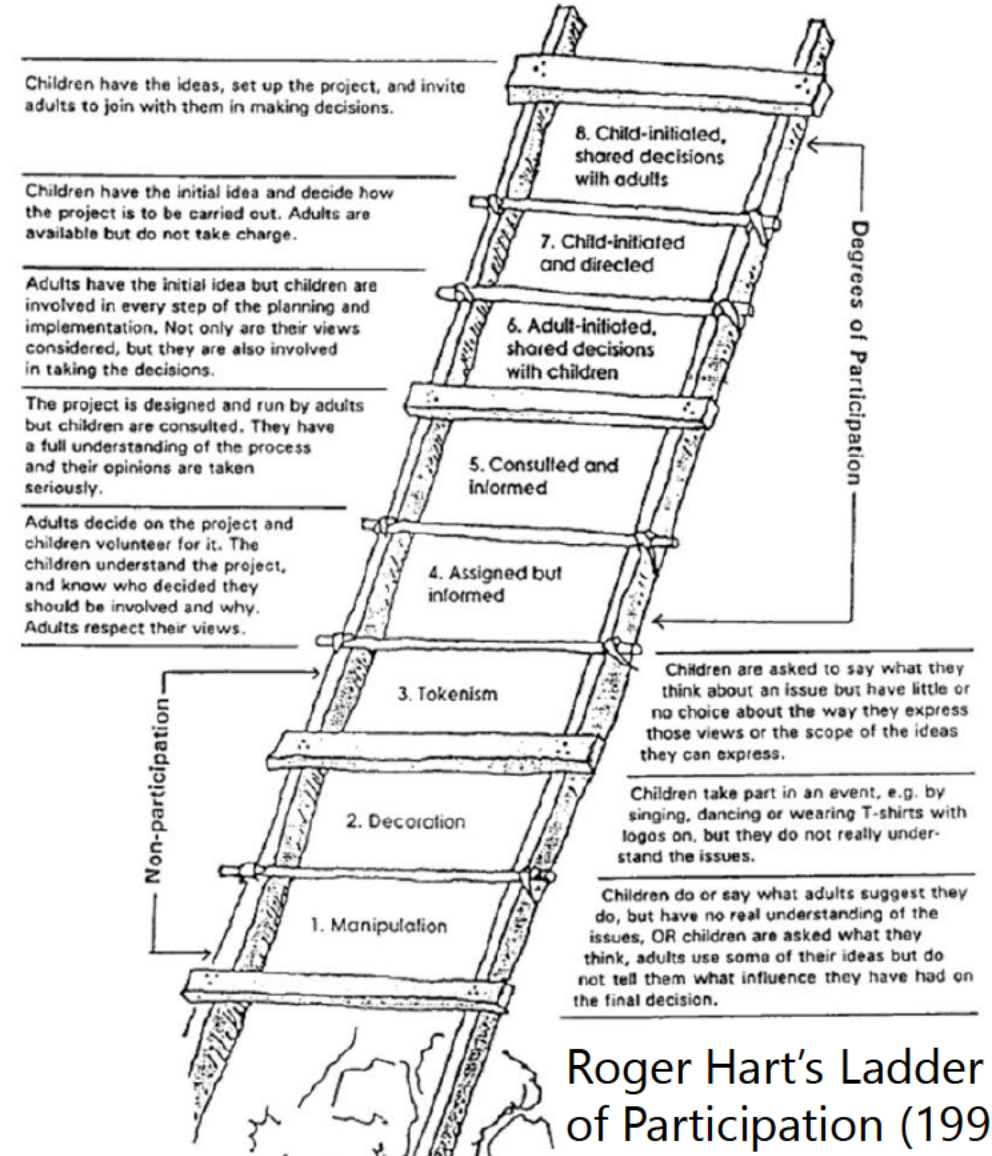 Children have the ideas, set up the project, and invite
adults to join with them in making decisions.
8. Child-initiated,
shared decisions
with adults
Children have the initial idea and decide how
the project is to be carried out. Adults are
available but do not take charge.
7. Child-initiated
and directed
Adults have the initial idea but children are
involved in every step of the planning and
implementation. Not only are their views
considered, but they are also involved
in taking the decisions.
6. Adult-initiated,
shared decisions
with children
The project is designed and run by adults
but children are consulted. They have
a full understanding of the process
and their opinions are taken
seriously.
5. Consulted and
informed
Adults decide on the project and
children volunteer for it. The
children understand the project,
and know who decided they
should be involved and why.
Adults respect their views.
4. Assigned but
informed
Degrees of Participation
3. Tokenism
Children are asked to say what they
think about an issue but have little or
no choice about the way they express
those views or the scope of the ideas
they can express.
2. Decoration
Children take part in an event, e.g. by
singing, dancing or wearing T-shirts with
logos on, but they do not really under-
stand the issues.
1. Manipulation
Children do or say what adults suggest they
do, but have no real understanding of the
issues, OR children are asked what they
think, adults use some of their ideas but do
not tell them what influence they have had on
the final decision.
Non-participation
Roger Hart's Ladder
of Participation (199